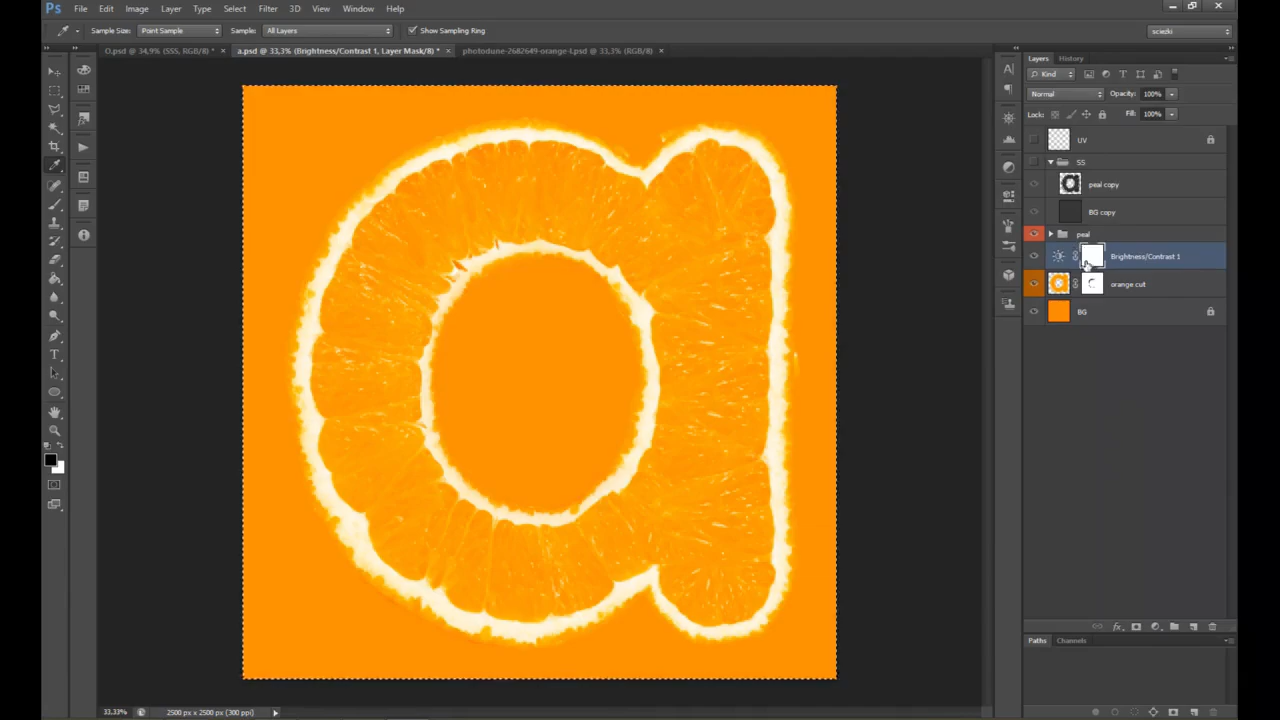 Ps File Edit Image Layer Type Select Filter 3D View Window Help
Sample Size: Point Sample Sample: All Layers Show Sampling Ring sciezki
O.psd @ 34,9% (SSS, RGB/8) * × a.psd @ 33,3% (Brightness/Contrast 1, Layer Mask/8) * × photodune-2682649-orange-l.psd @ 33,3% (RGB/8) ×
Layers History
Kind
Normal Opacity: 100%
Lock: Fill: 100%
UV
SS
peal copy
BG copy
peal
Brightness/Contrast 1
orange cut
BG
a
Paths Channels
33.33% 2500 px x 2500 px (300 ppi)